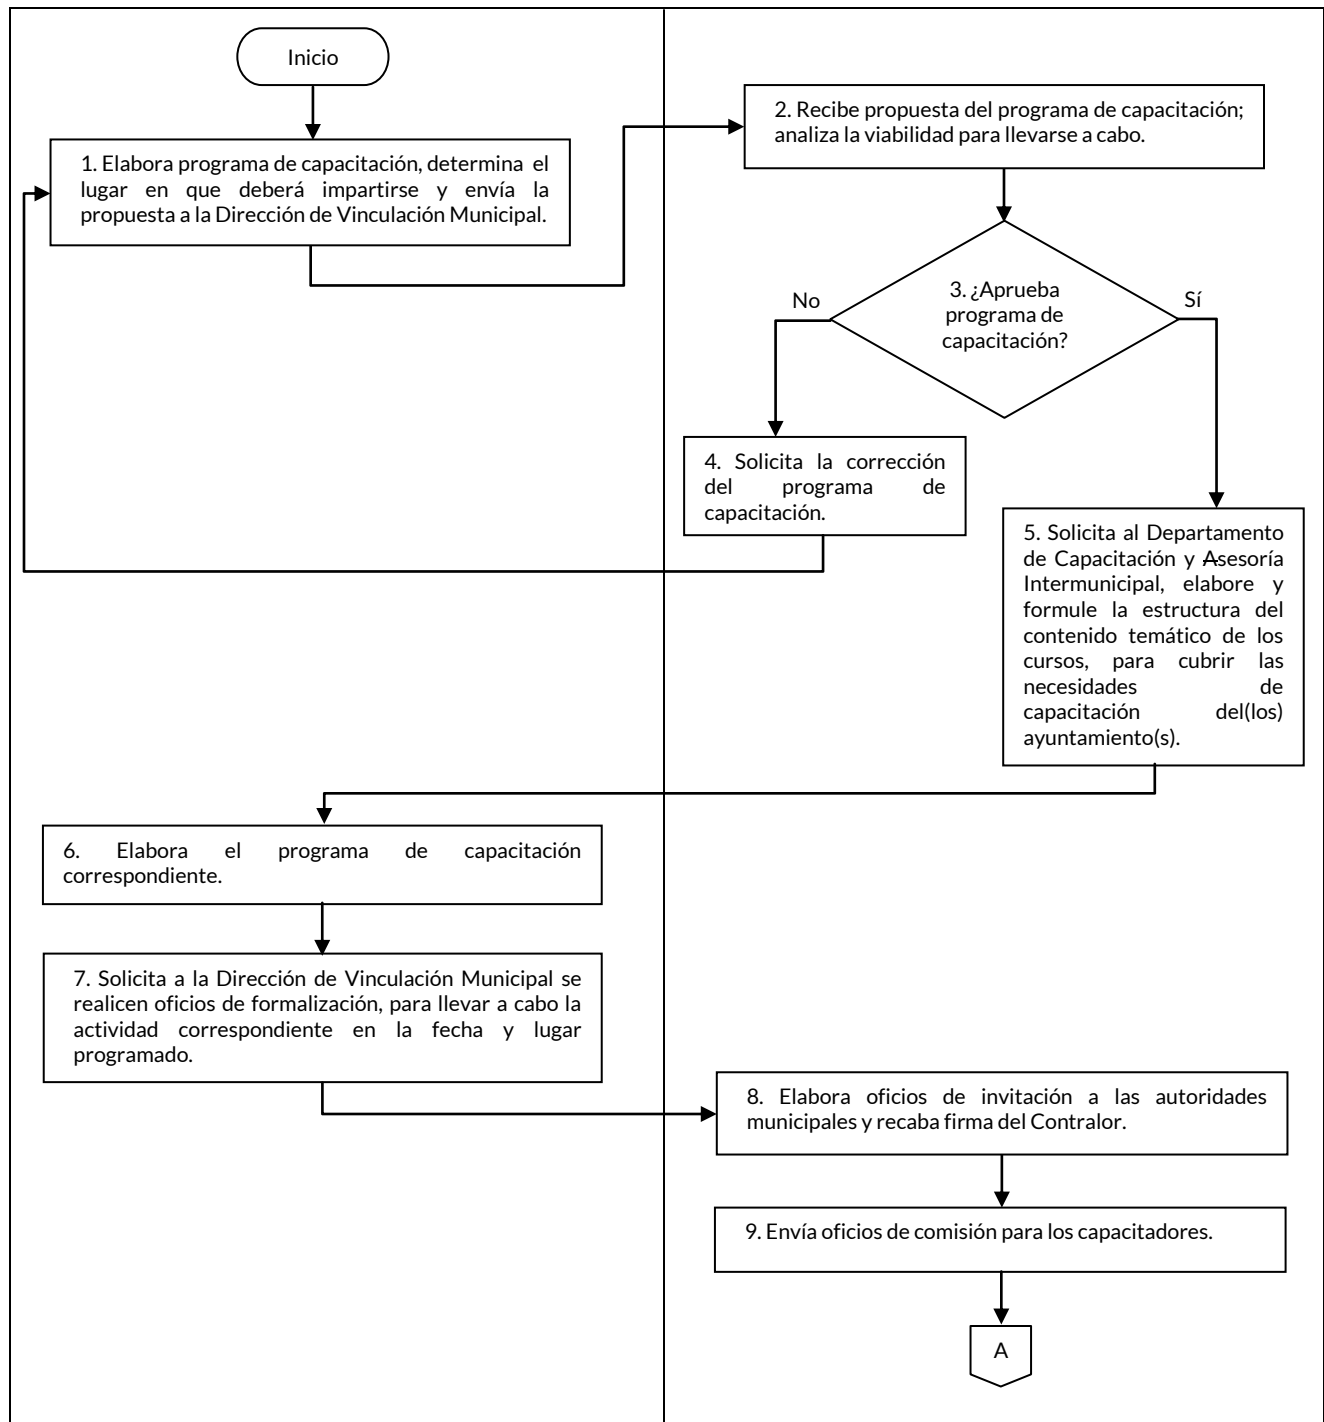 Inicio
1. Elabora programa de capacitación, determina el
lugar en que deberá impartirse y envía la
propuesta a la Dirección de Vinculación Municipal.
2. Recibe propuesta del programa de capacitación;
analiza la viabilidad para llevarse a cabo.
3. ¿Aprueba
programa de
capacitación?
No
Sí
4. Solicita la corrección
del programa de
capacitación.
5. Solicita al Departamento
de Capacitación y Asesoría
Intermunicipal, elabore y
formule la estructura del
contenido temático de los
cursos, para cubrir las
necesidades de
capacitación del(los)
ayuntamiento(s).
6. Elabora el programa de capacitación
correspondiente.
7. Solicita a la Dirección de Vinculación Municipal se
realicen oficios de formalización, para llevar a cabo la
actividad correspondiente en la fecha y lugar
programado.
8. Elabora oficios de invitación a las autoridades
municipales y recaba firma del Contralor.
9. Envía oficios de comisión para los capacitadores.
A